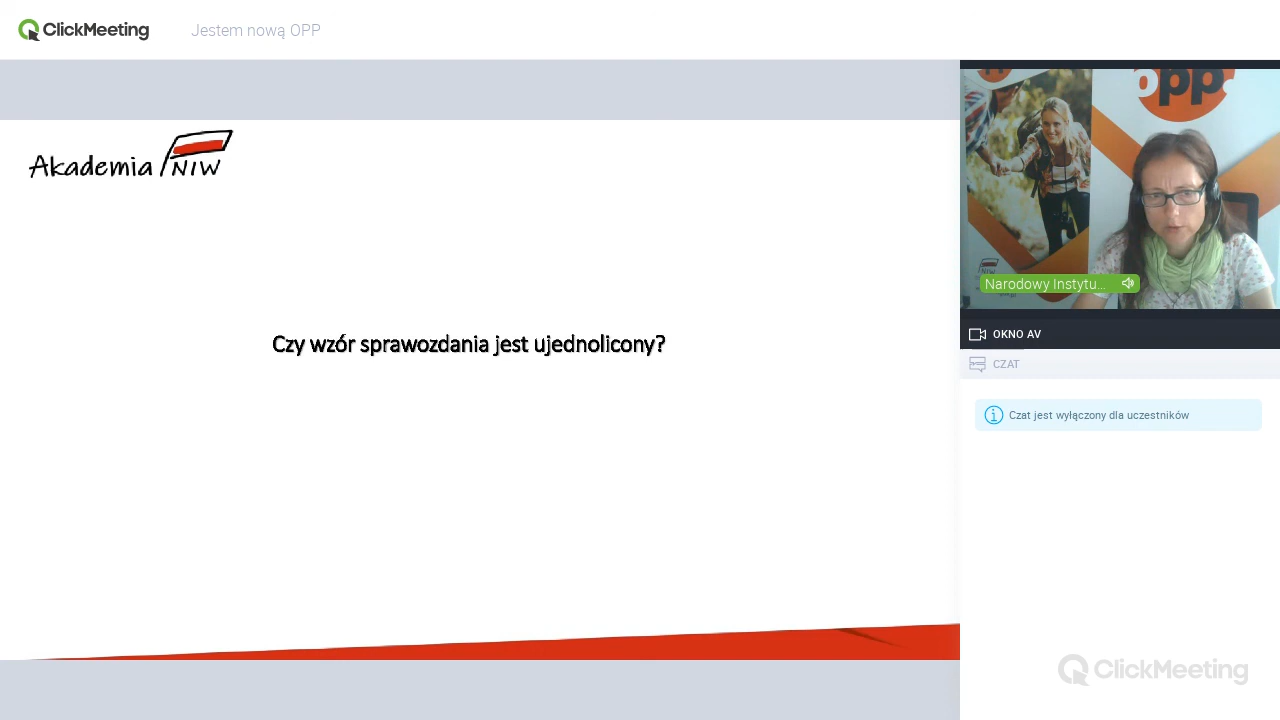 ClickMeeting
Jestem nową OPP
Akademia NIW
Czy wzór sprawozdania jest ujednolicony?
opp
NIW
Narodowy Instytu...
OKNO AV
CZAT
Czat jest wyłączony dla uczestników
ClickMeeting